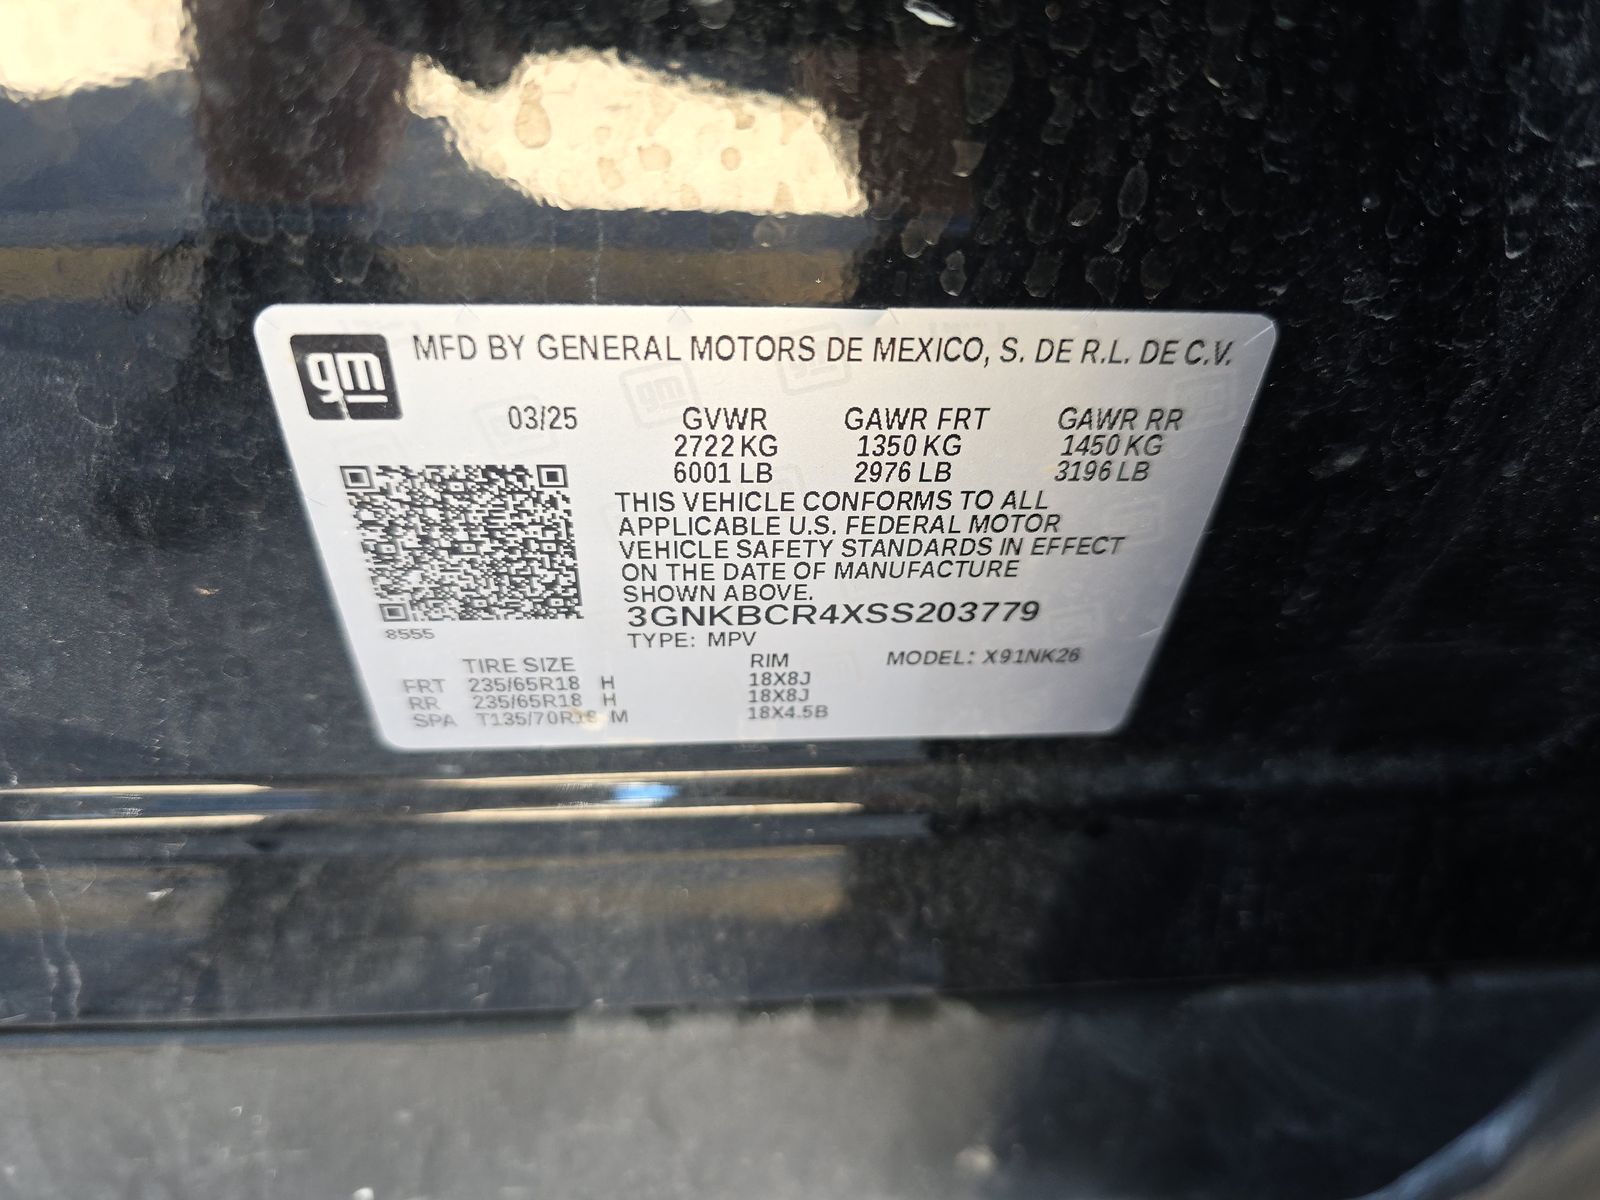 gm
MFD BY GENERAL MOTORS DE MEXICO, S. DE R.L. DE C.V.
03/25 GVWR GAWR FRT GAWR RR
2722 KG 1350 KG 1450 KG
6001 LB 2976 LB 3196 LB
THIS VEHICLE CONFORMS TO ALL
APPLICABLE U.S. FEDERAL MOTOR
VEHICLE SAFETY STANDARDS IN EFFECT
ON THE DATE OF MANUFACTURE
SHOWN ABOVE.
3GNKBCR4XSS203779
8555
TYPE: MPV
TIRE SIZE RIM MODEL: X91NK26
FRT 235/65R18 H 18X8J
RR 235/65R18 H 18X8J
SPA T135/70R18 M 18X4.5B